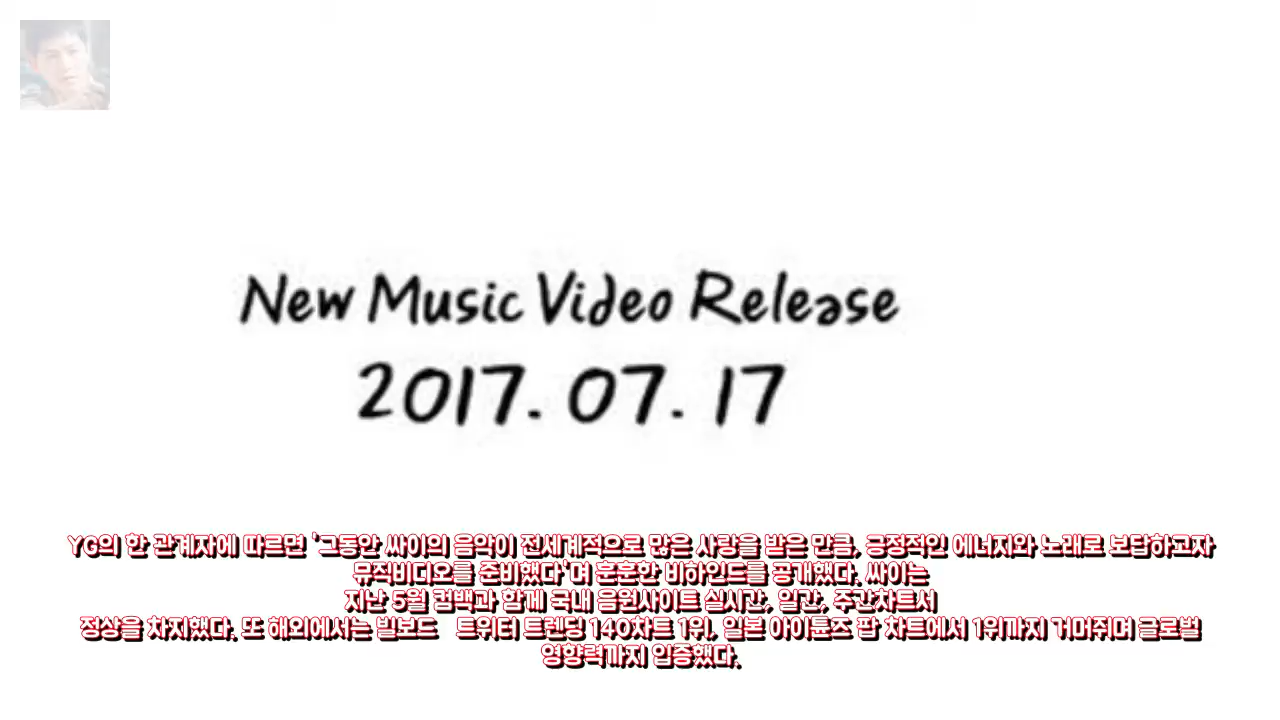 New Music Video Release
2017. 07. 17
YG의 한 관계자에 따르면 '그동안 싸이의 음악이 전세계적으로 많은 사랑을 받은 만큼, 긍정적인 에너지와 노래로 보답하고자
뮤직비디오를 준비했다'며 훈훈한 비하인드를 공개했다. 싸이는
지난 5월 컴백과 함께 국내 음원사이트 실시간, 일간, 주간차트서
정상을 차지했다. 또 해외에서는 빌보드 트위터 트렌딩 140차트 1위, 일본 아이튠즈 팝 차트에서 1위까지 거머쥐며 글로벌
영향력까지 입증했다.